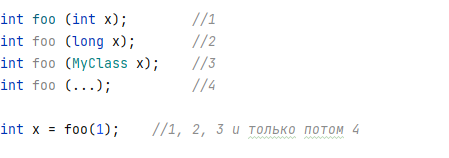 int foo (int x);        //1
int foo (long x);       //2
int foo (MyClass x);    //3
int foo (...);          //4

int x = foo(1);    //1, 2, 3 и только потом 4